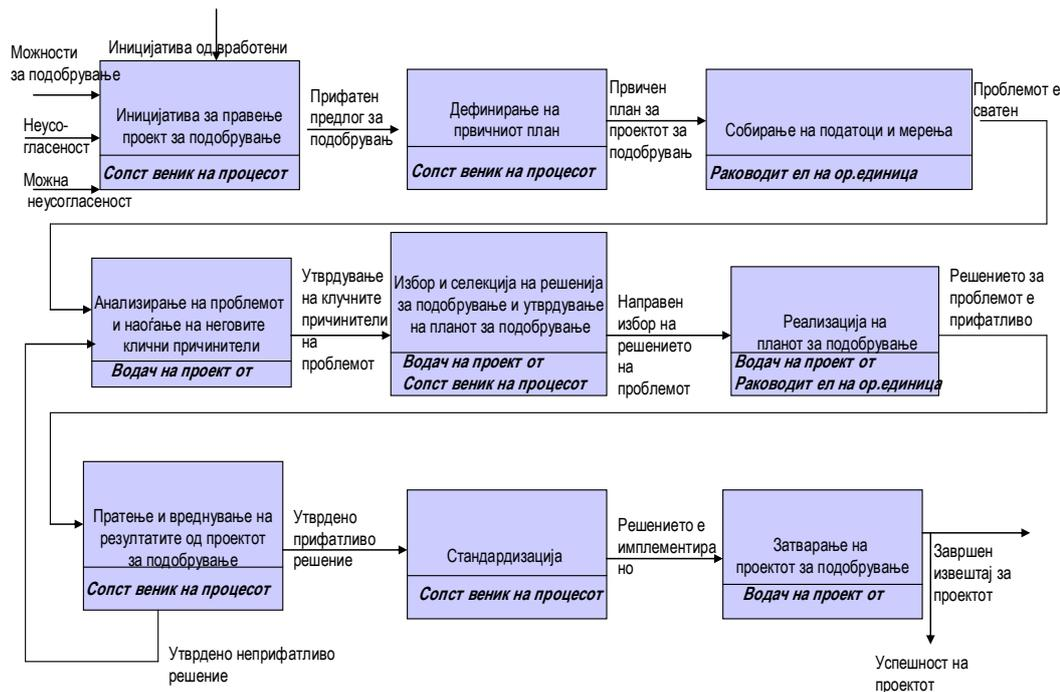 Иницијатива од вработени
Можности
за подобрување
Неусо-
гласеност
Можна
неусогласеност
Иницијатива за правење
проект за подобрување
Сопст веник на процесот
Прифатен
предлог за
подобрувањ
Дефинирање на
првичниот план
Сопст веник на процесот
Првичен
план за
проектот за
подобрувањ
Собирање на податоци и мерења
Раководит ел на ор.единица
Проблемот е
сватен
Анализирање на проблемот
и наоѓање на неговите
клични причинители
Водач на проект от
Утврдување
на клучните
причинители
на
проблемот
Избор и селекција на решенија
за подобрување и утврдување
на планот за подобрување
Водач на проект от
Сопст веник на процесот
Направен
избор на
решението
на
проблемот
Реализација на
планот за подобрување
Водач на проект от
Раководит ел на ор.единица
Решението за
проблемот е
прифатливо
Пратење и вреднување на
резултатите од проектот
за подобрување
Сопст веник на процесот
Утврдено
прифатливо
решение
Стандардизација
Сопст веник на процесот
Решението е
имплементира
но
Затварање на
проектот за подобрување
Водач на проект от
Завршен
извештај за
проектот
Утврдено неприфатливо
решение
Успешност на
проектот